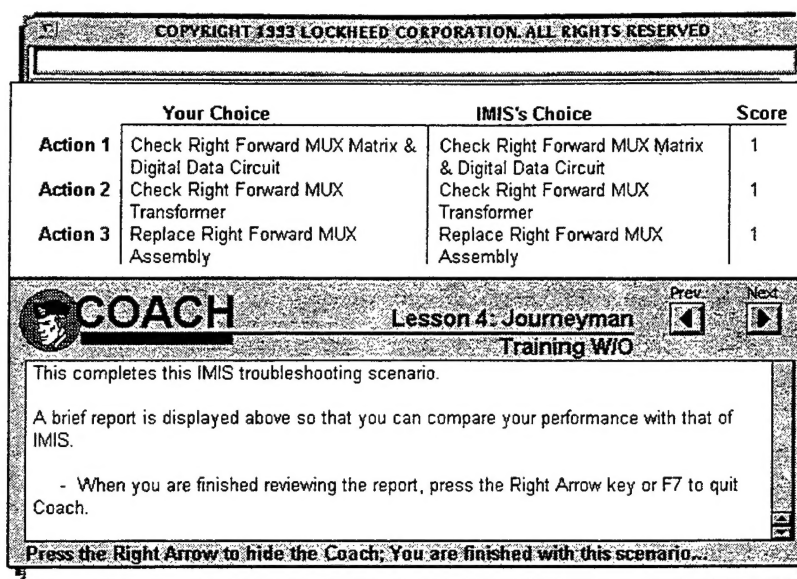 COPYRIGHT 1993 LOCKHEED CORPORATION. ALL RIGHTS RESERVED
Your Choice IMIS's Choice Score
Action 1 Check Right Forward MUX Matrix & Check Right Forward MUX Matrix 1
Digital Data Circuit & Digital Data Circuit
Action 2 Check Right Forward MUX Check Right Forward MUX 1
Transformer Transformer
Action 3 Replace Right Forward MUX Replace Right Forward MUX 1
Assembly Assembly
Prev Next
COACH Lesson 4: Journeyman
Training W/O
This completes this IMIS troubleshooting scenario.
A brief report is displayed above so that you can compare your performance with that of
IMIS.
- When you are finished reviewing the report, press the Right Arrow key or F7 to quit
Coach.
Press the Right Arrow to hide the Coach; You are finished with this scenario...